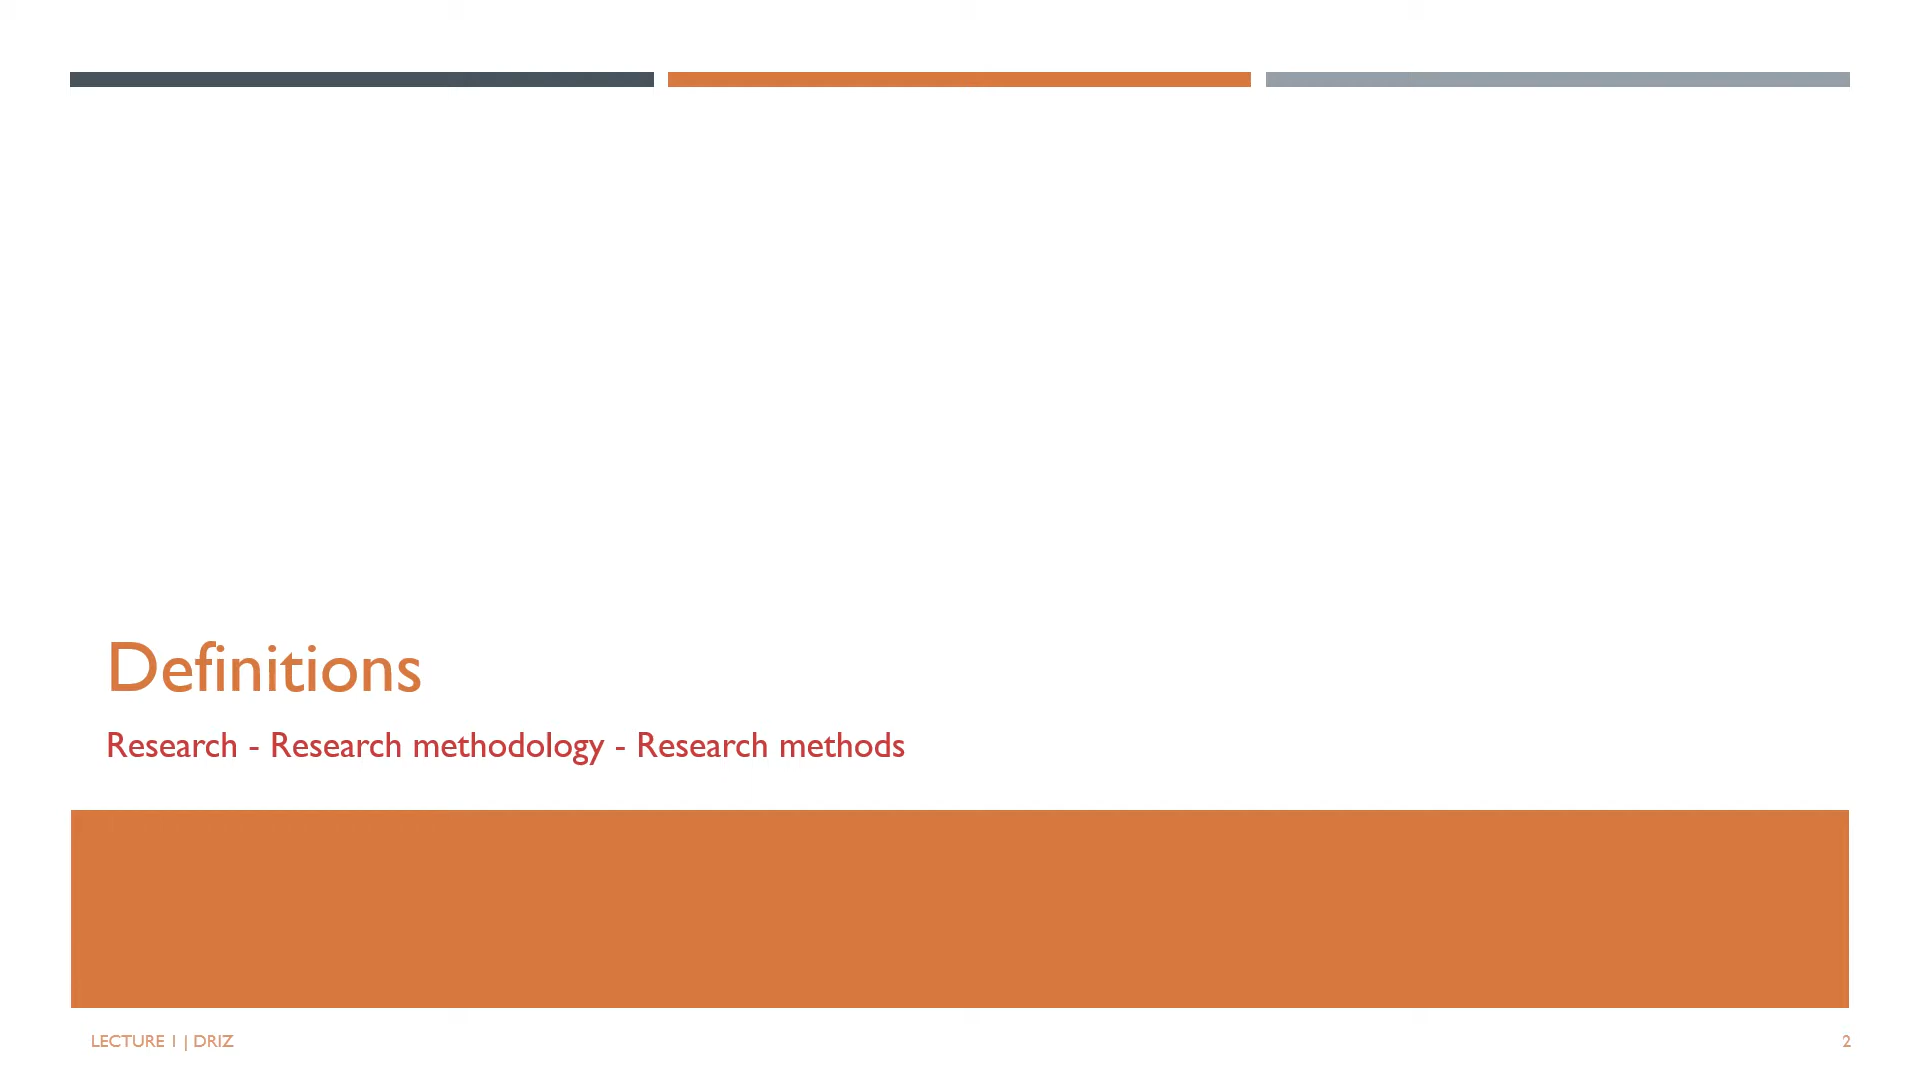 Definitions
Research - Research methodology - Research methods
LECTURE 1 | DRIZ
2